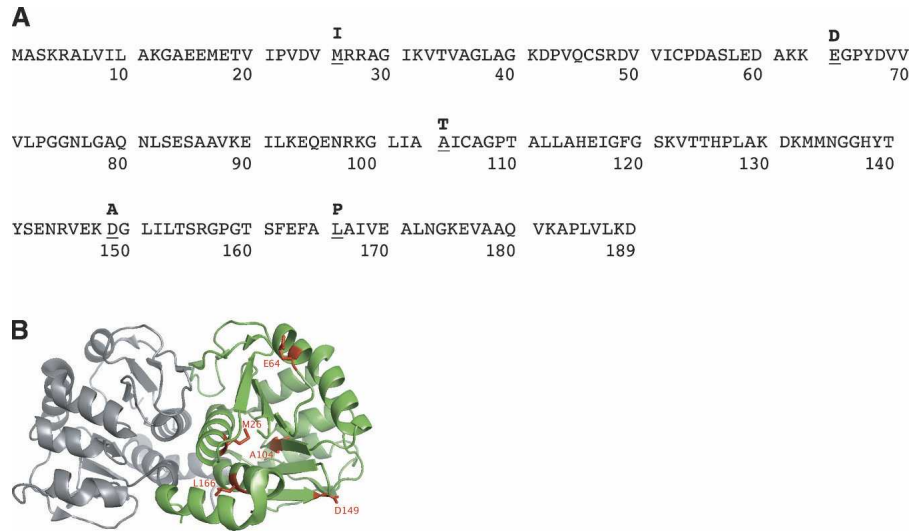 A
I D
MASKRALVIL AKGAEEMETV IPVDV MRRAG IKVTVAGLAG KDPVQCSRDV VICPDASLED AKK EGPYDVV
10 20 30 40 50 60 70
T
VLPGGNLGAQ NLSESAAVKE ILKEQENRKG LIA AICAGPT ALLAHEIGFG SKVTTHPLAK DKMMNGGHYT
80 90 100 110 120 130 140
A P
YSENRVEK DG LILTSRGPGT SFEFA LAIVE ALNGKEVAAQ VKAPLVLKD
150 160 170 180 189
B
E64
M26
A104
L166
D149